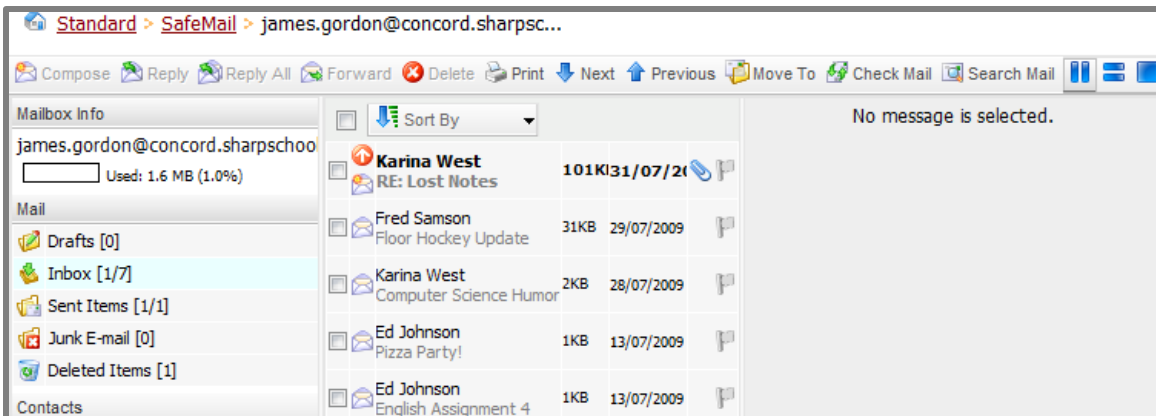 Standard > SafeMail > james.gordon@concord.sharpsc...
Compose Reply Reply All Forward Delete Print Next Previous Move To Check Mail Search Mail
Mailbox Info
james.gordon@concord.sharpschoo
Used: 1.6 MB (1.0%)
Mail
Drafts [0]
Inbox [1/7]
Sent Items [1/1]
Junk E-mail [0]
Deleted Items [1]
Contacts
Sort By
Karina West
RE: Lost Notes
101K 31/07/20
Fred Samson
Floor Hockey Update
31KB 29/07/2009
Karina West
Computer Science Humor
2KB 28/07/2009
Ed Johnson
Pizza Party!
1KB 13/07/2009
Ed Johnson
English Assignment 4
1KB 13/07/2009
No message is selected.